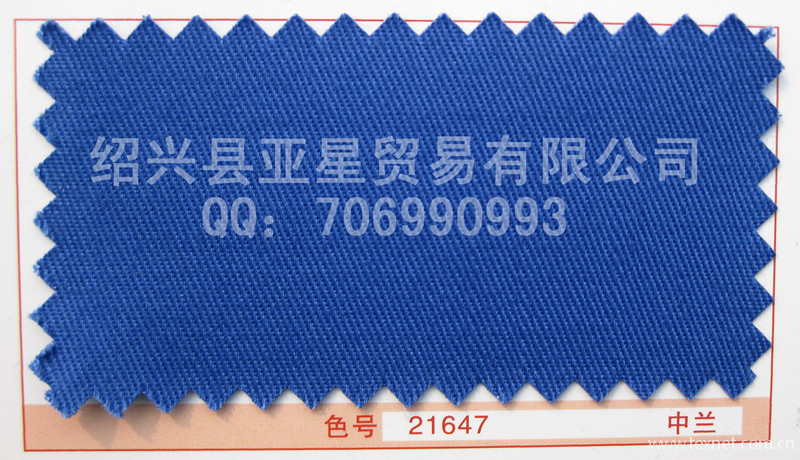 绍兴县亚星贸易有限公司
QQ: 706990993
色号 21647 中兰
www.texnet.com.cn